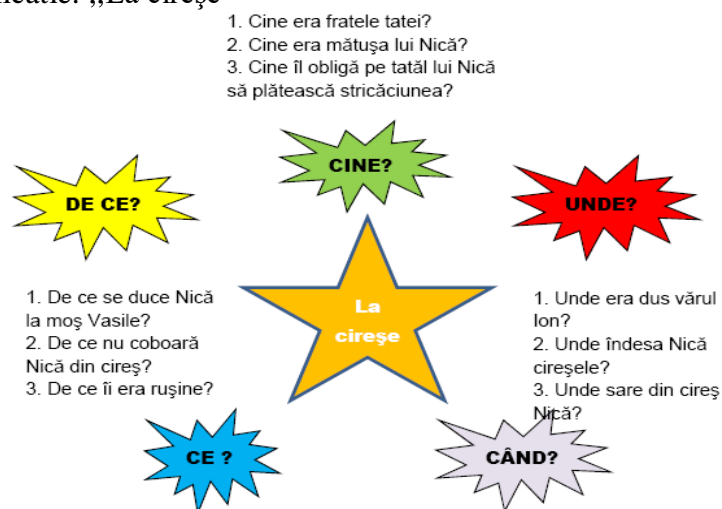 „La cireşe
1. Cine era fratele tatei?
2. Cine era mătuşa lui Nică?
3. Cine îl obligă pe tatăl lui Nică
să plătească stricăciunea?
CINE?
DE CE?
UNDE?
La
cireşe
1. De ce se duce Nică
la moş Vasile?
2. De ce nu coboară
Nică din cireş?
3. De ce îi era ruşine?
1. Unde era dus vărul
Ion?
2. Unde îndesa Nică
cireşele?
3. Unde sare din cireş
Nică?
CE ?
CÂND?